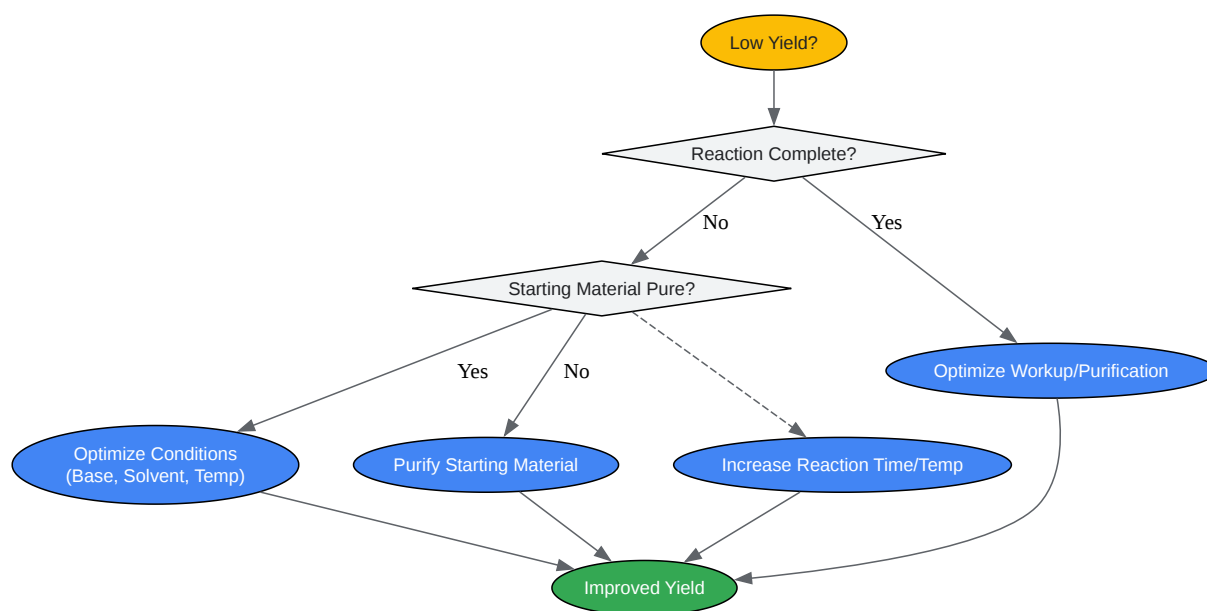 Low Yield?
Reaction Complete?
No
Yes
Starting Material Pure?
Yes
No
Optimize Workup/Purification
Optimize Conditions
(Base, Solvent, Temp)
Purify Starting Material
Increase Reaction Time/Temp
Improved Yield